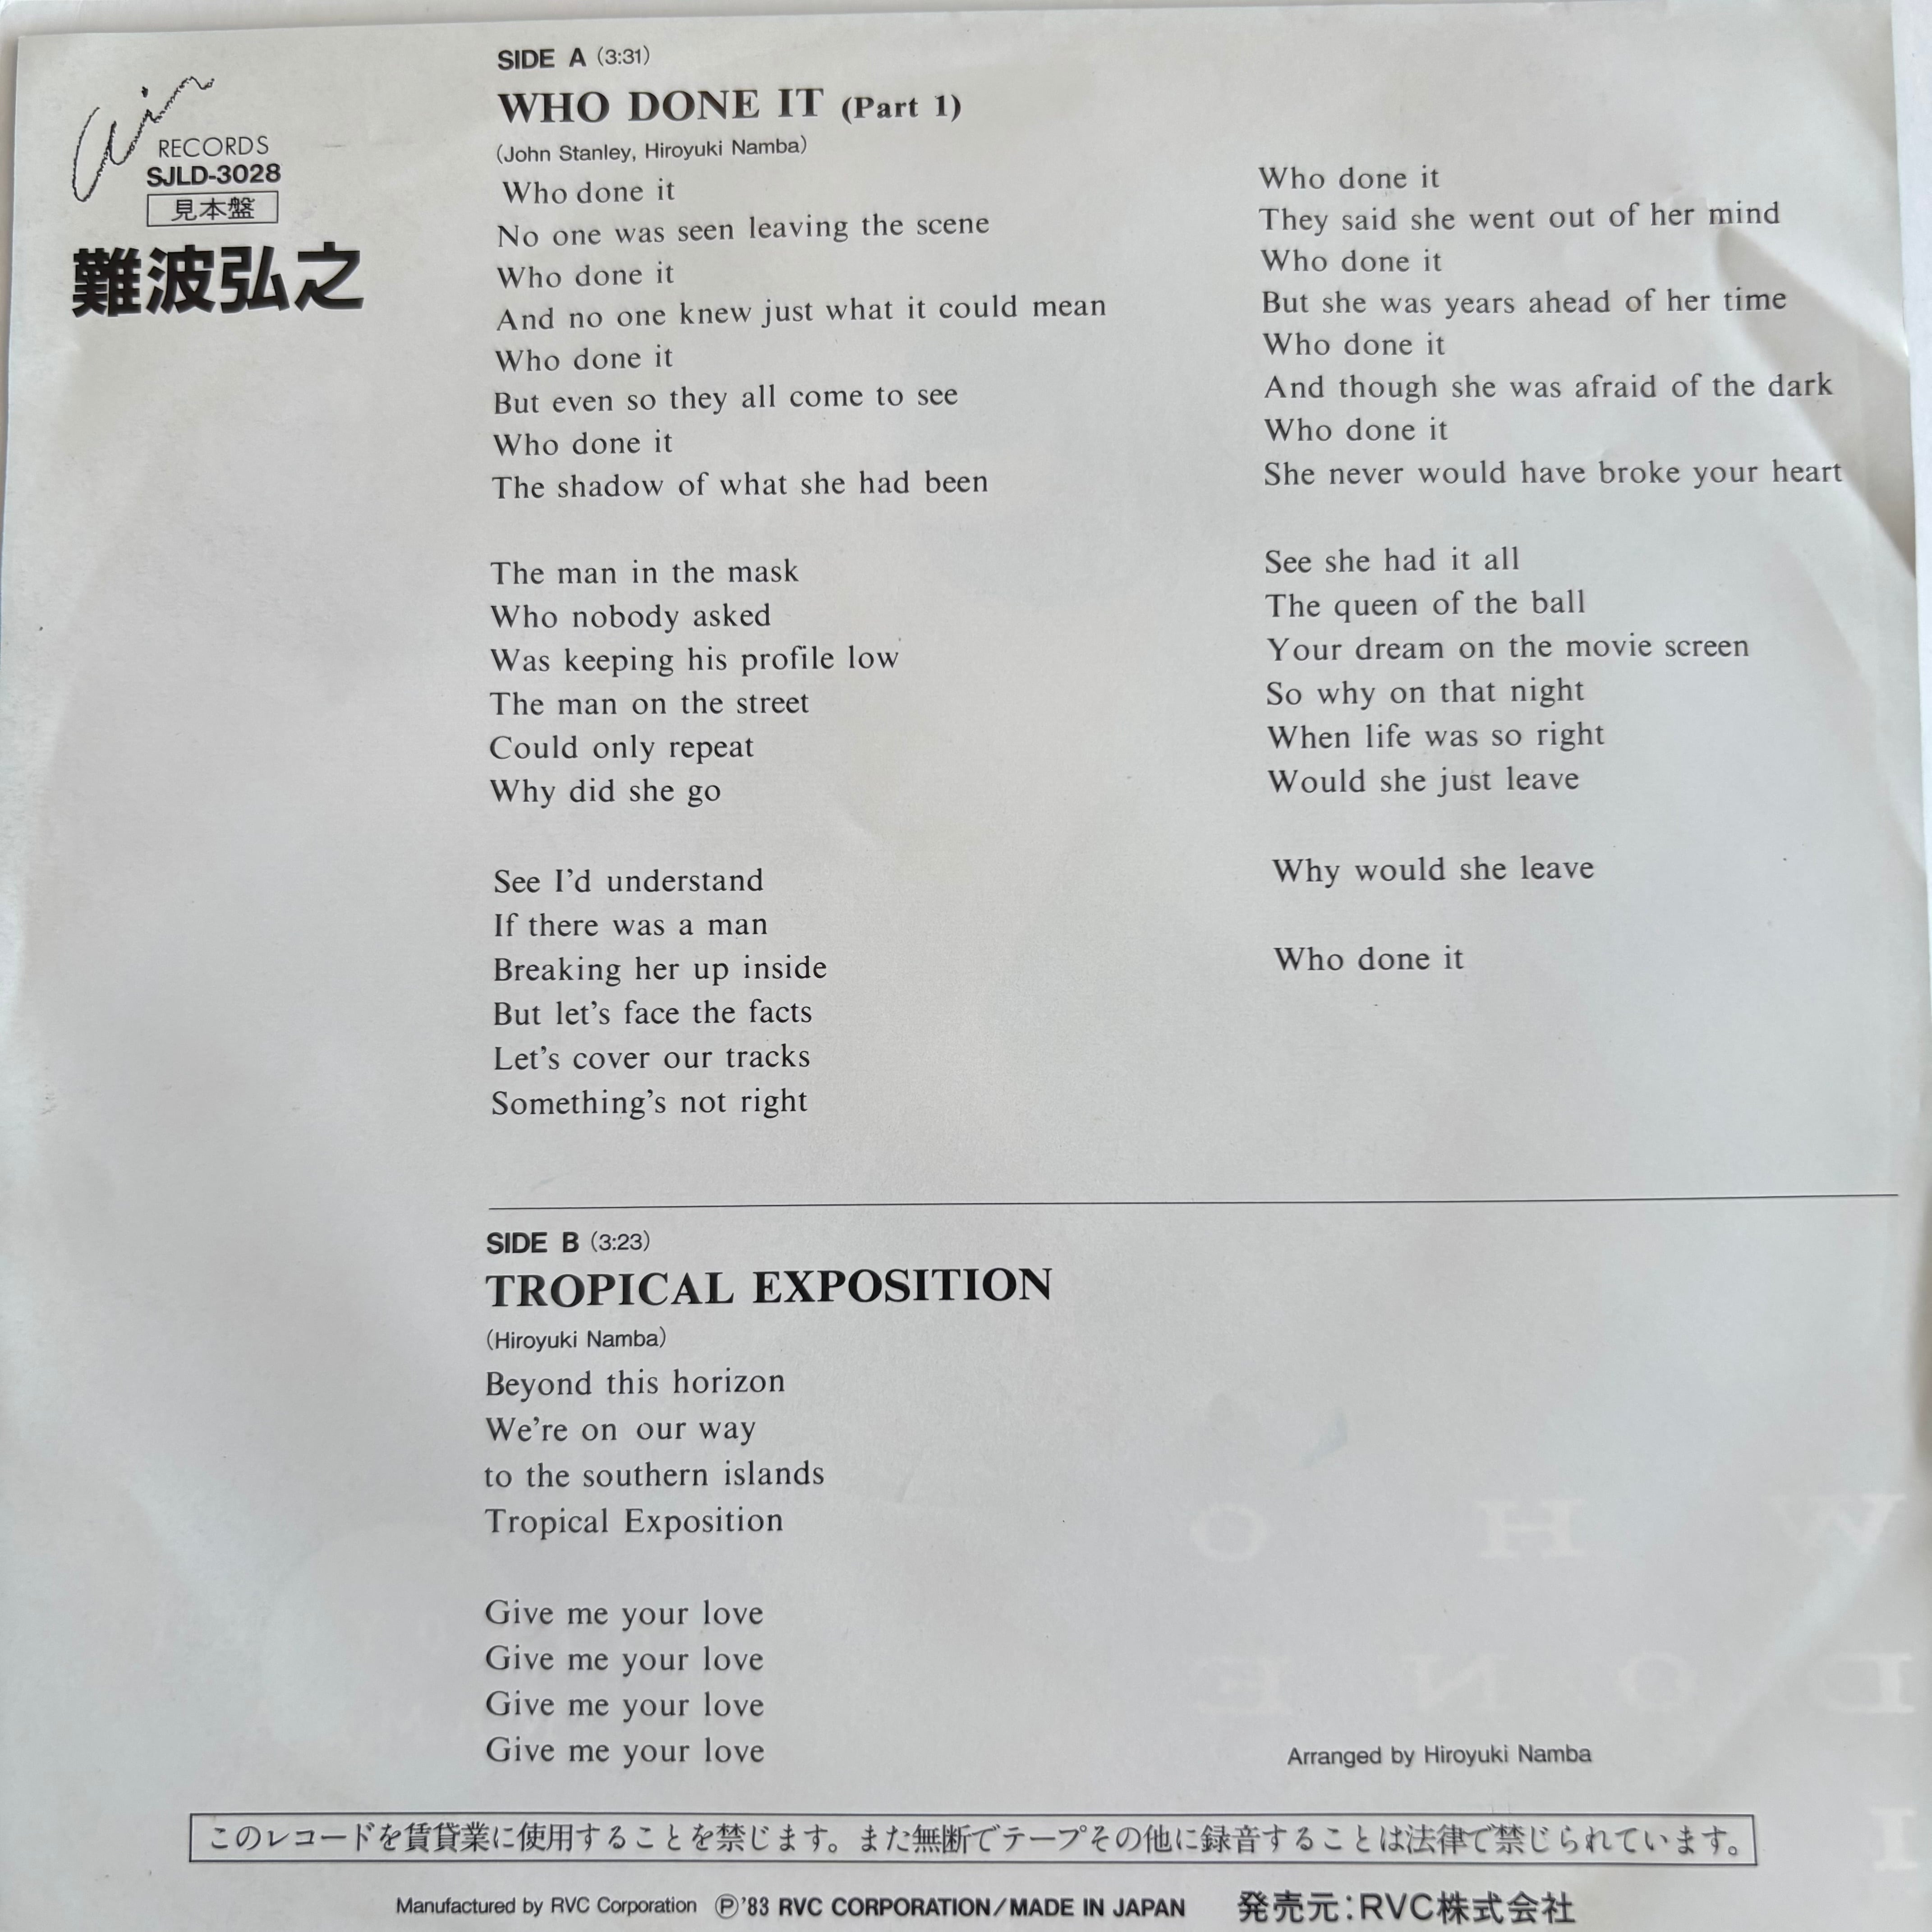 air
RECORDS
SJLD-3028
見本盤
難波弘之
SIDE A (3:31)
WHO DONE IT (Part 1)
(John Stanley, Hiroyuki Namba)
Who done it
No one was seen leaving the scene
Who done it
And no one knew just what it could mean
Who done it
But even so they all come to see
Who done it
The shadow of what she had been
The man in the mask
Who nobody asked
Was keeping his profile low
The man on the street
Could only repeat
Why did she go
See I'd understand
If there was a man
Breaking her up inside
But let's face the facts
Let's cover our tracks
Something's not right
Who done it
They said she went out of her mind
Who done it
But she was years ahead of her time
Who done it
And though she was afraid of the dark
Who done it
She never would have broke your heart
See she had it all
The queen of the ball
Your dream on the movie screen
So why on that night
When life was so right
Would she just leave
Why would she leave
Who done it
SIDE B (3:23)
TROPICAL EXPOSITION
(Hiroyuki Namba)
Beyond this horizon
We're on our way
to the southern islands
Tropical Exposition
Give me your love
Give me your love
Give me your love
Give me your love
Arranged by Hiroyuki Namba
このレコードを賃貸業に使用することを禁じます。また無断でテープその他に録音することは法律で禁じられています。
Manufactured by RVC Corporation Ⓟ'83 RVC CORPORATION/MADE IN JAPAN 発売元:RVC株式会社